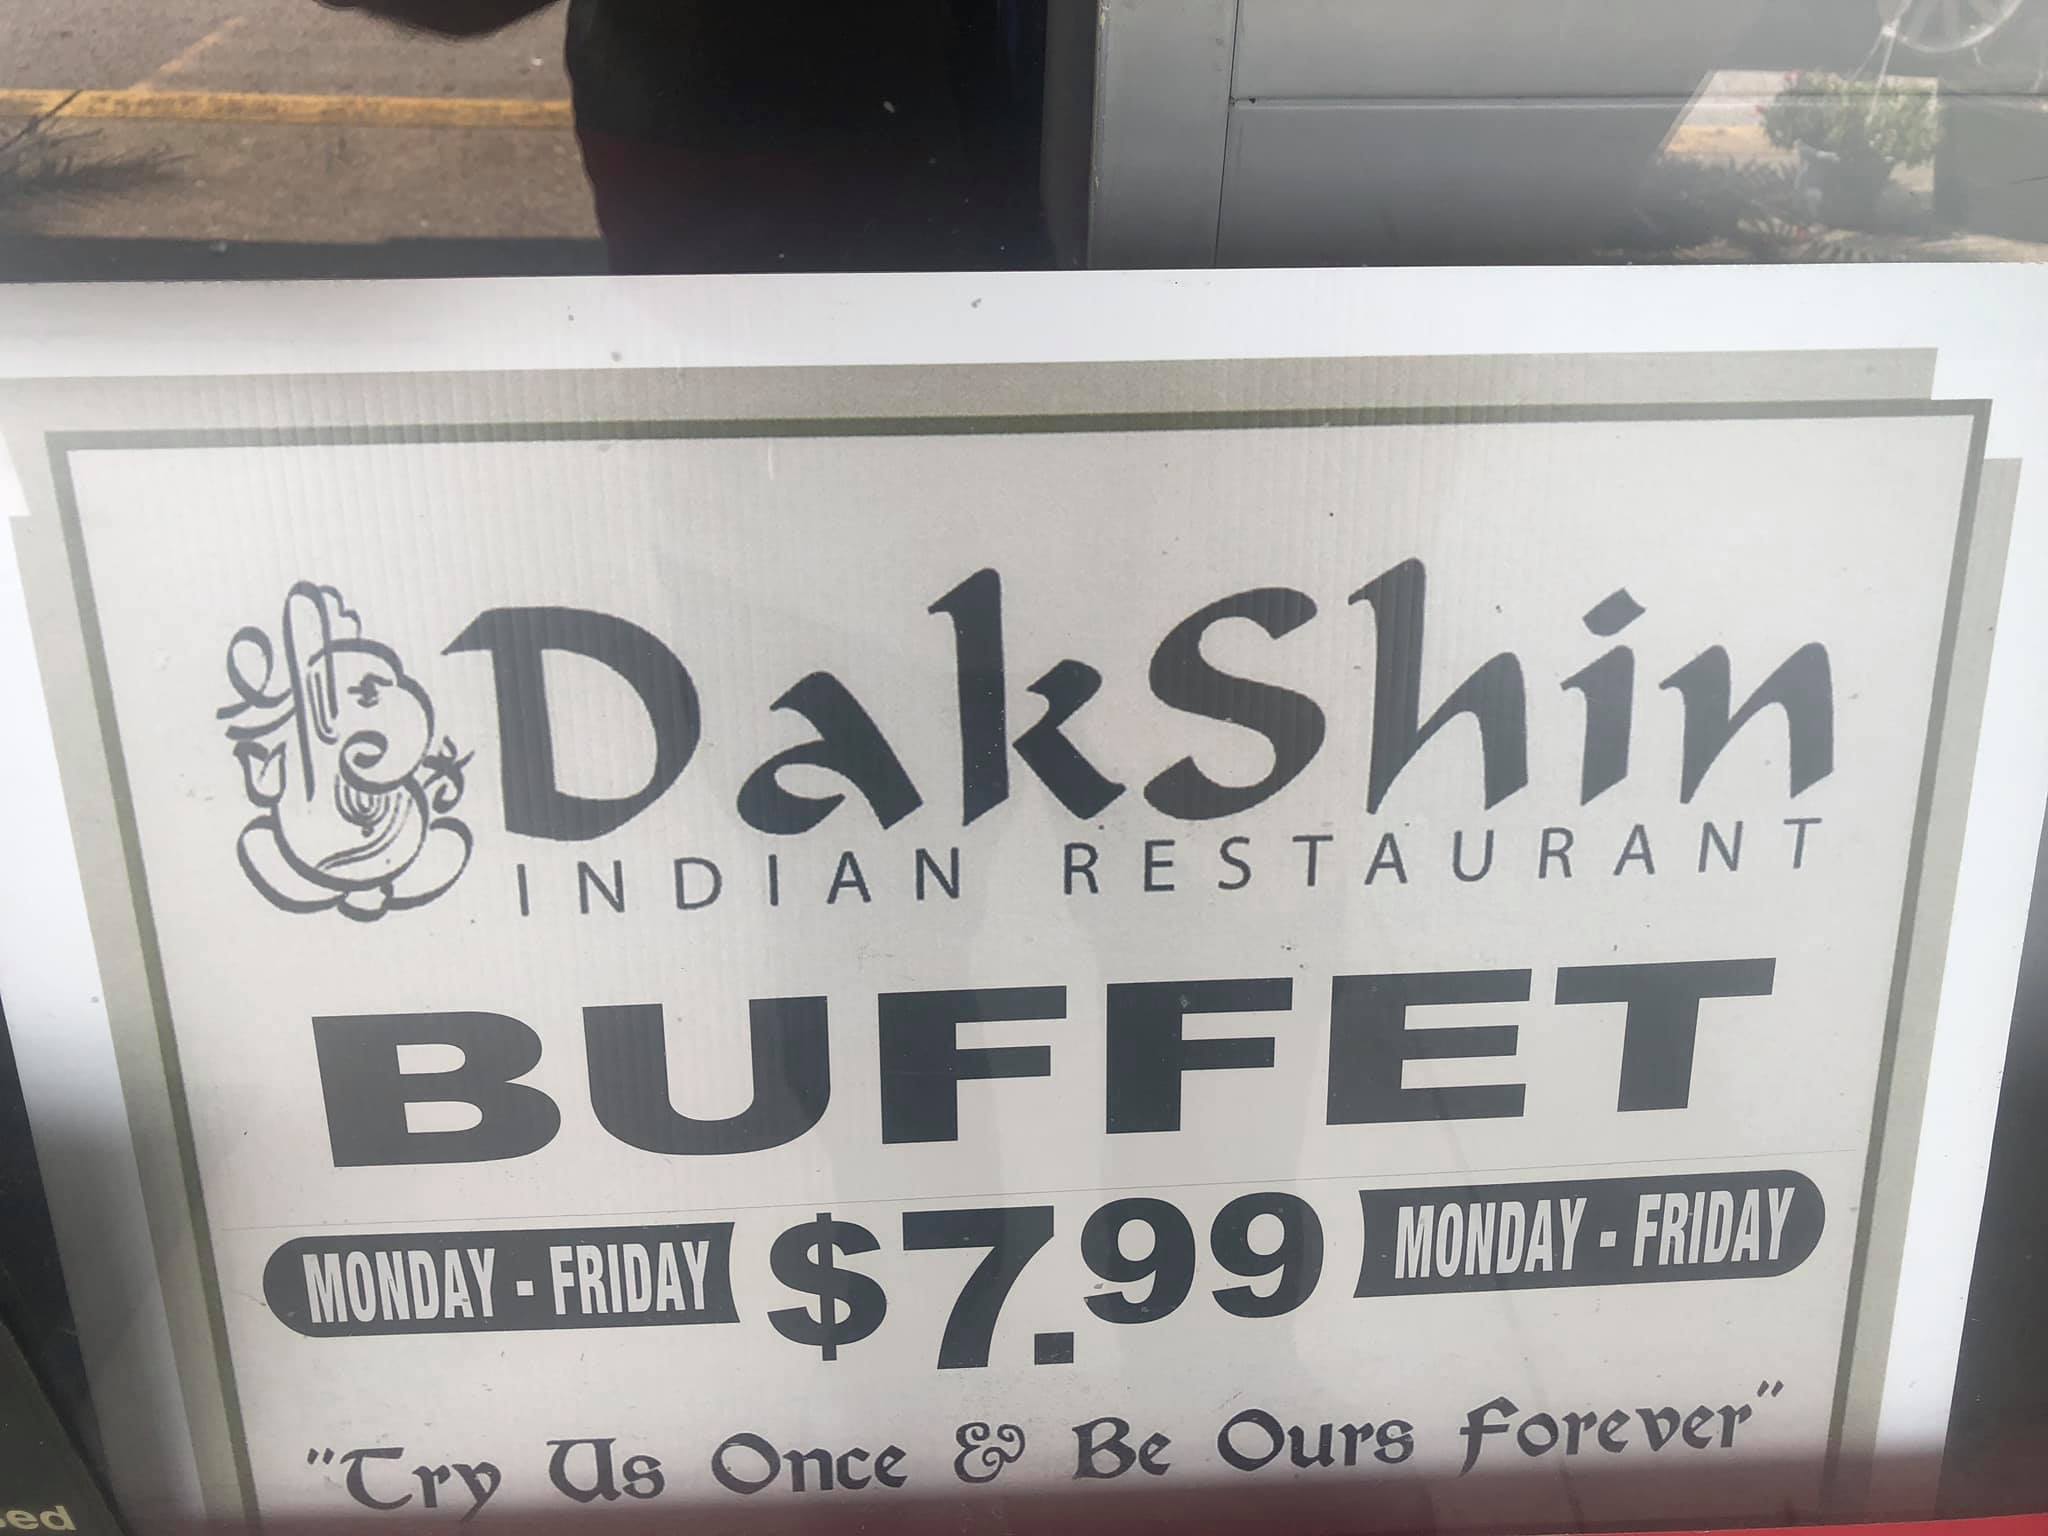 DakShin
INDIAN RESTAURANT
BUFFET
MONDAY - FRIDAY $7.99 MONDAY - FRIDAY
"Try Us Once & Be Ours Forever"